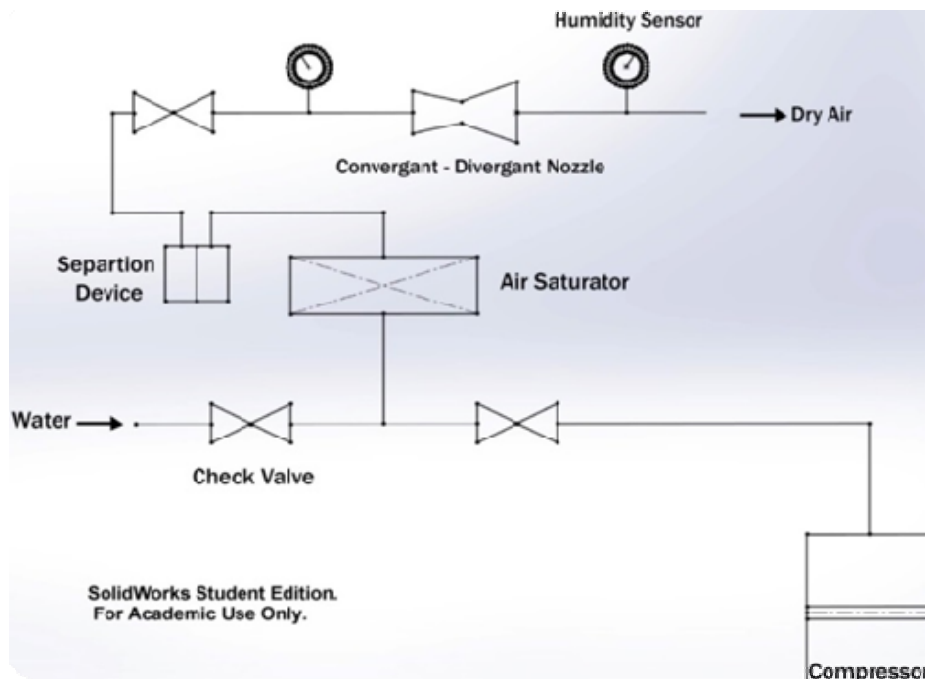 Humidity Sensor
Dry Air
Convergant - Divergant Nozzle
Separtion
Device
Air Saturator
Water
Check Valve
SolidWorks Student Edition.
For Academic Use Only.
Compressor